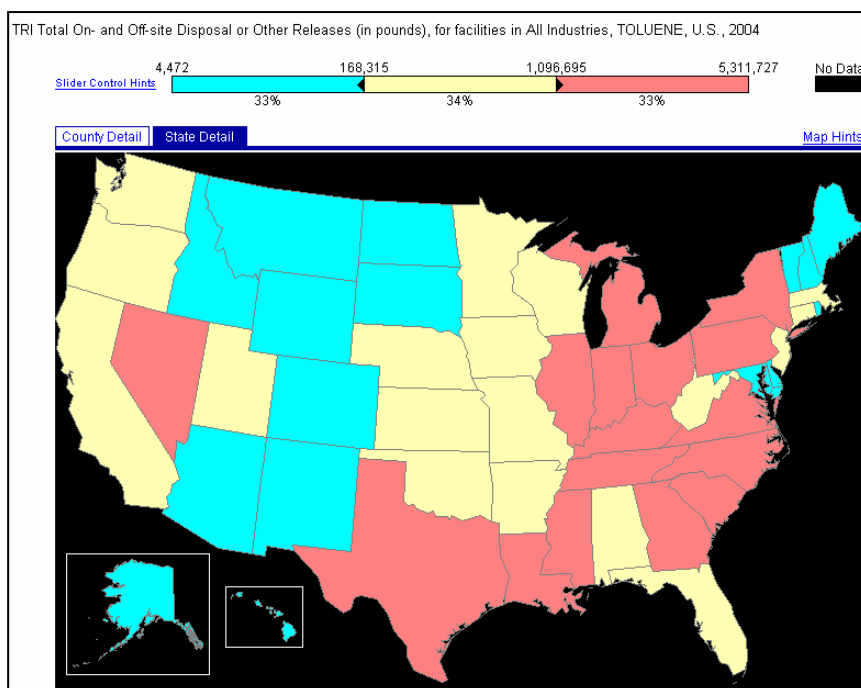 TRI Total On- and Off-site Disposal or Other Releases (in pounds), for facilities in All Industries, TOLUENE, U.S., 2004
4,472 168,315 1,096,695 5,311,727 No Data
Slider Control Hints
33% 34% 33%
County Detail State Detail Map Hints